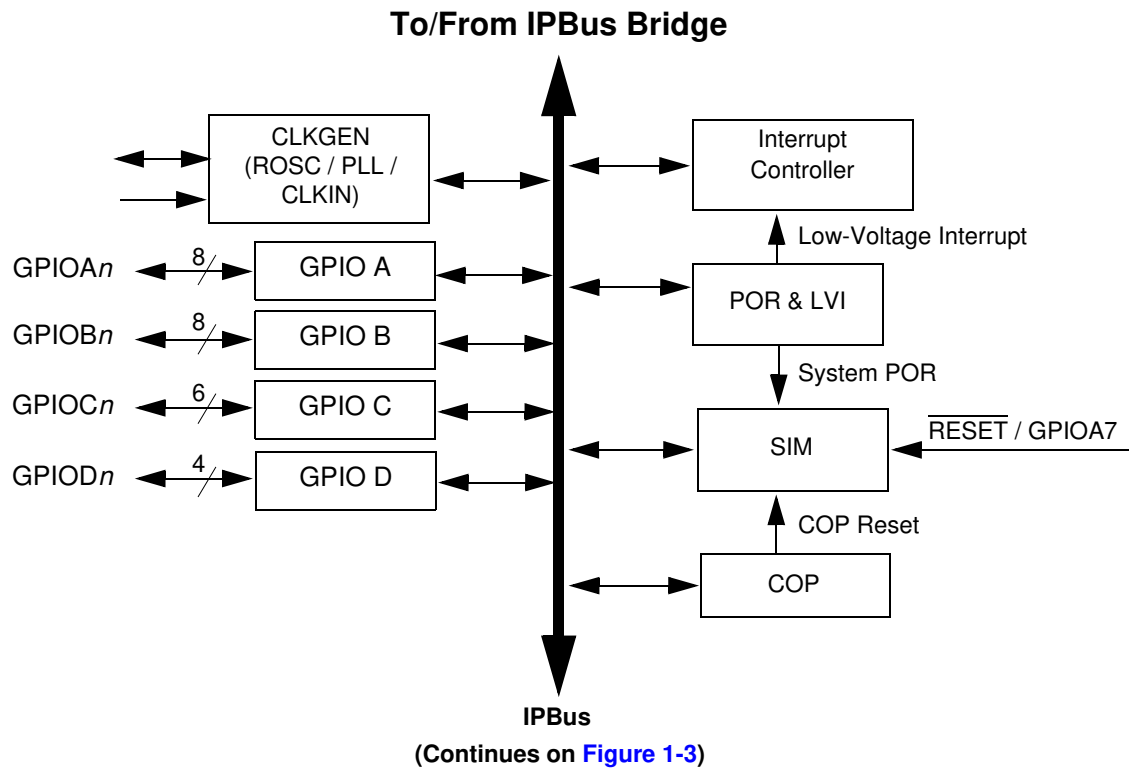 To/From IPBus Bridge
CLKGEN
(ROSC / PLL /
CLKIN)
GPIOAn
8
GPIO A
GPIOBn
8
GPIO B
GPIOCn
6
GPIO C
GPIODn
4
GPIO D
Interrupt
Controller
Low-Voltage Interrupt
POR & LVI
System POR
SIM
RESET / GPIOA7
COP Reset
COP
IPBus
(Continues on Figure 1-3)